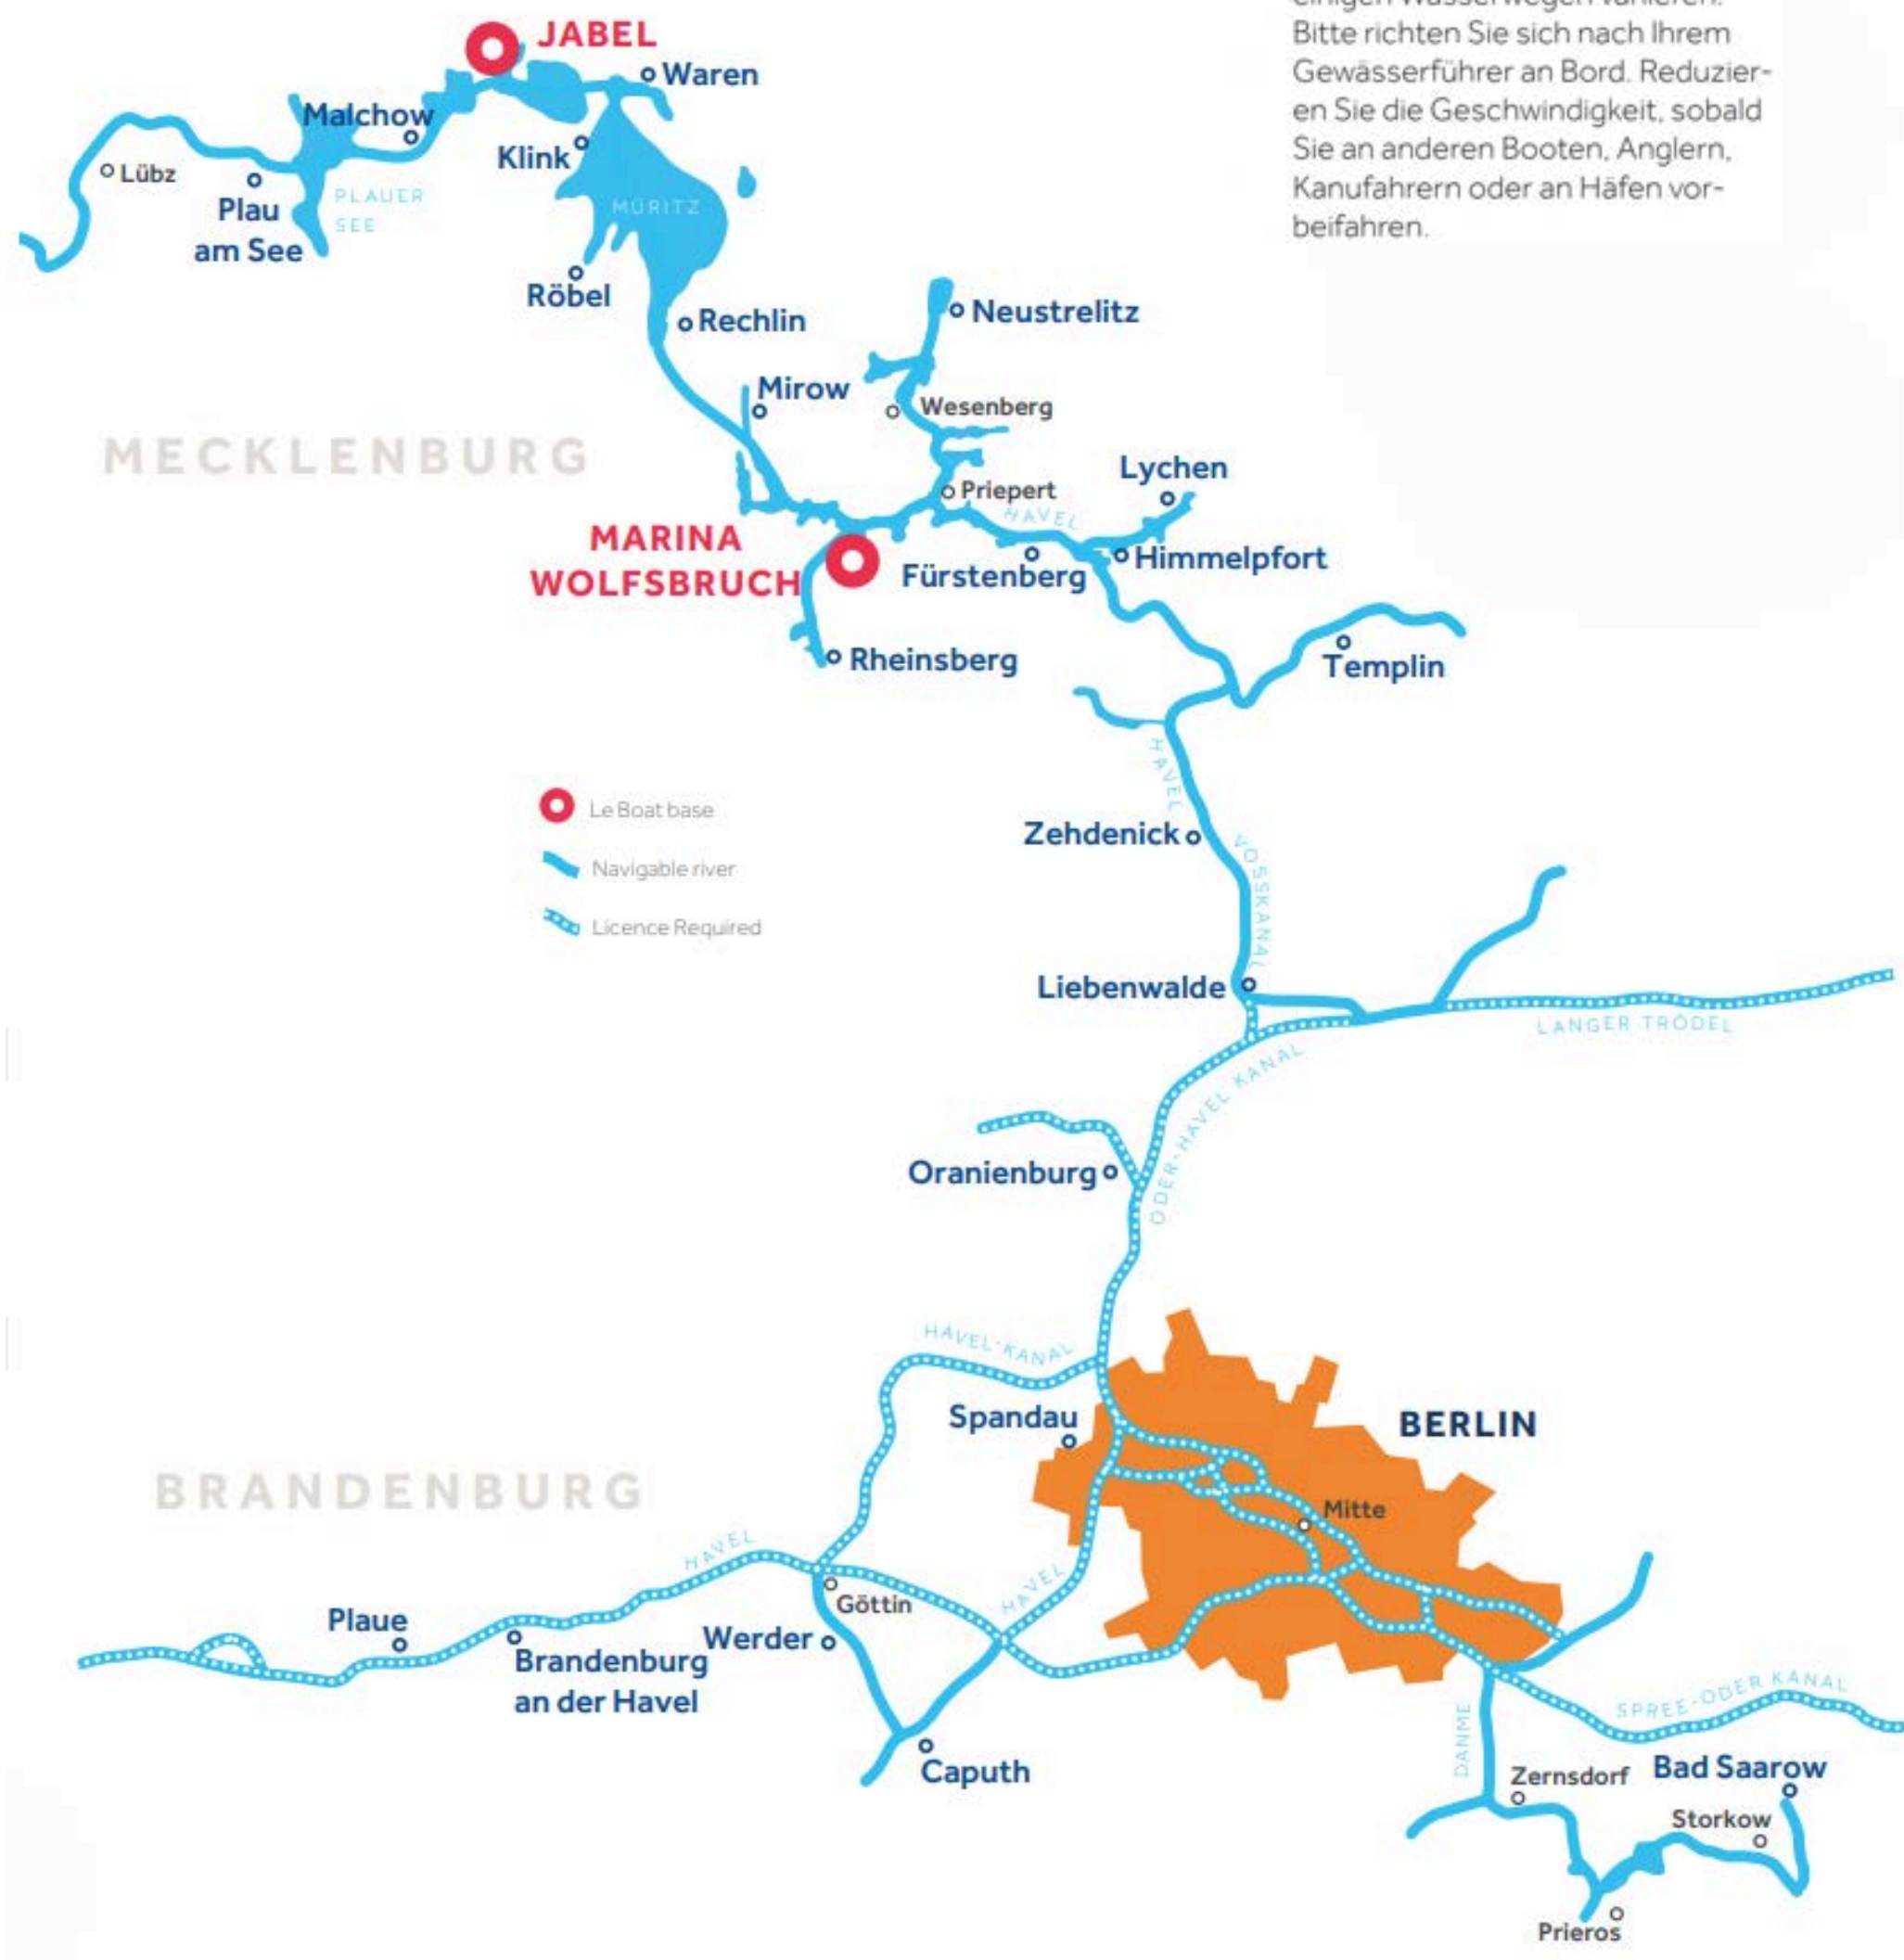 einigen Wasserwegen variieren.
Bitte richten Sie sich nach Ihrem
Gewässerführer an Bord. Reduzier-
en Sie die Geschwindigkeit, sobald
Sie an anderen Booten, Anglern,
Kanufahrern oder an Häfen vor-
beifahren.
JABEL
Waren
Malchow
Klink
Lübz
PLAUER
SEE
Plau
am See
MÜRITZ
Röbel
Rechlin
Neustrelitz
Mirow
Wesenberg
MECKLENBURG
Lychen
Priepert
HAVEL
MARINA
WOLFSBRUCH
Fürstenberg
Himmelpfort
Rheinsberg
Templin
HAVEL
Le Boat base
Navigable river
Licence Required
Zehdenick
VOSSKANAL
Liebenwalde
LANGER TRÖDEL
ODER-HAVEL KANAL
Oranienburg
HAVEL-KANAL
Spandau
BERLIN
BRANDENBURG
Mitte
HAVEL
HAVEL
Göttin
Plaue
Werder
Brandenburg
an der Havel
SPREE-ODER KANAL
DANME
Caputh
Zernsdorf
Bad Saarow
Storkow
Prieros